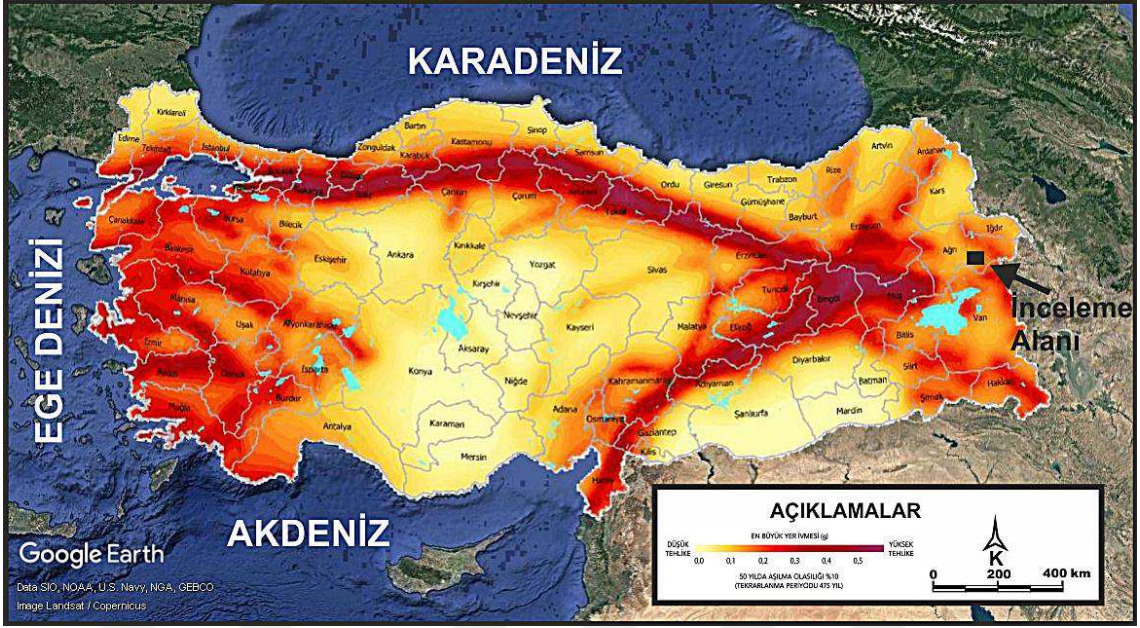 KARADENİZ
EGE DENİZİ
AKDENİZ
İnceleme
Alanı
Kırklareli
Edirne
Tekirdağ
İstanbul
Zonguldak
Bartın
Karabük
Kastamonu
Sinop
Samsun
Ordu
Giresun
Trabzon
Gümüşhane
Bayburt
Rize
Artvin
Ardahan
Kars
Iğdır
Ağrı
Erzurum
Erzincan
Çanakkale
Balıkesir
Bursa
Bilecik
Eskişehir
Kütahya
Ankara
Çankırı
Çorum
Tokat
Kırıkkale
Kırşehir
Yozgat
Sivas
Tunceli
Bingöl
Muş
Van
Bitlis
Manisa
İzmir
Uşak
Afyonkarahisar
Aydın
Denizli
Isparta
Burdur
Muğla
Antalya
Konya
Aksaray
Nevşehir
Kayseri
Niğde
Karaman
Mersin
Adana
Osmaniye
Hatay
Kahramanmaraş
Malatya
Elazığ
Adıyaman
Gaziantep
Kilis
Şanlıurfa
Diyarbakır
Mardin
Batman
Siirt
Şırnak
Hakkari
AÇIKLAMALAR
EN BÜYÜK YER İVMESİ (g)
DÜŞÜK
TEHLİKE
YÜKSEK
TEHLİKE
0,0 0,1 0,2 0,3 0,4 0,5
50 YILDA AŞILMA OLASILIĞI %10
(TEKRARLANMA PERİYODU 475 YIL)
K
0 200 400 km
Google Earth
Data SIO, NOAA, U.S. Navy, NGA, GEBCO
Image Landsat / Copernicus